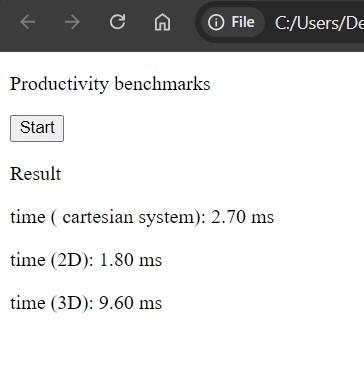 File C:/Users/De
Productivity benchmarks
Start
Result
time ( cartesian system): 2.70 ms
time (2D): 1.80 ms
time (3D): 9.60 ms